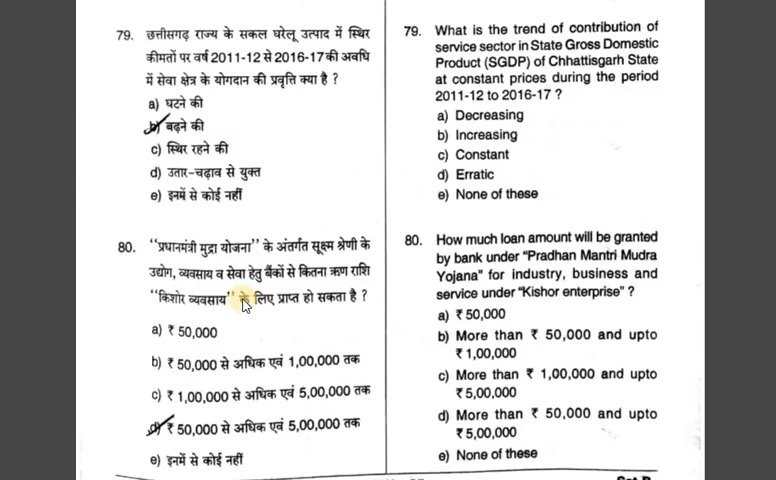 79. छत्तीसगढ़ राज्य के सकल घरेलू उत्पाद में स्थिर
कीमतों पर वर्ष 2011-12 से 2016-17 की अवधि
में सेवा क्षेत्र के योगदान की प्रवृत्ति क्या है ?
a) घटने की
b) बढ़ने की
c) स्थिर रहने की
d) उतार-चढ़ाव से युक्त
e) इनमें से कोई नहीं
80. ‘‘प्रधानमंत्री मुद्रा योजना’’ के अंतर्गत सूक्ष्म श्रेणी के
उद्योग, व्यवसाय व सेवा हेतु बैंकों से कितना ऋण राशि
‘‘किशोर व्यवसाय’’ के लिए प्राप्त हो सकता है ?
a) ₹ 50,000
b) ₹ 50,000 से अधिक एवं 1,00,000 तक
c) ₹ 1,00,000 से अधिक एवं 5,00,000 तक
d) ₹ 50,000 से अधिक एवं 5,00,000 तक
e) इनमें से कोई नहीं
79. What is the trend of contribution of
service sector in State Gross Domestic
Product (SGDP) of Chhattisgarh State
at constant prices during the period
2011-12 to 2016-17 ?
a) Decreasing
b) Increasing
c) Constant
d) Erratic
e) None of these
80. How much loan amount will be granted
by bank under “Pradhan Mantri Mudra
Yojana” for industry, business and
service under “Kishor enterprise” ?
a) ₹ 50,000
b) More than ₹ 50,000 and upto
₹ 1,00,000
c) More than ₹ 1,00,000 and upto
₹ 5,00,000
d) More than ₹ 50,000 and upto
₹ 5,00,000
e) None of these